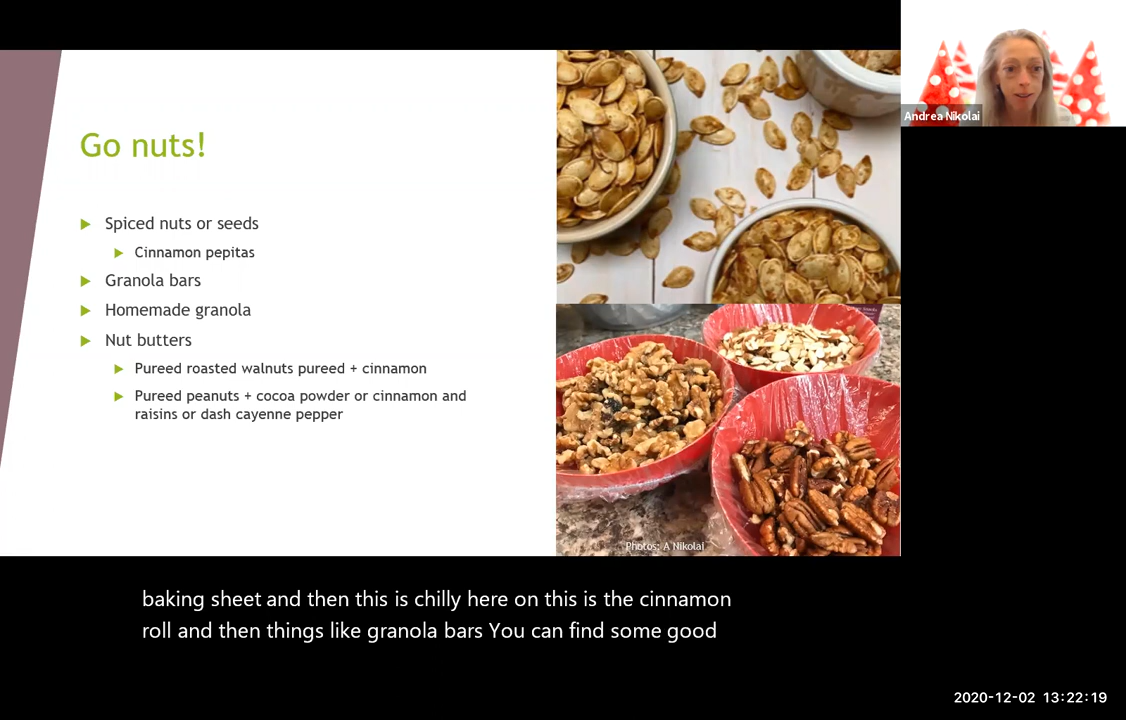 Go nuts!
Spiced nuts or seeds
Cinnamon pepitas
Granola bars
Homemade granola
Nut butters
Pureed roasted walnuts pureed + cinnamon
Pureed peanuts + cocoa powder or cinnamon and
raisins or dash cayenne pepper
Photos: A Nikolai
Andrea Nikolai
baking sheet and then this is chilly here on this is the cinnamon
roll and then things like granola bars You can find some good
2020-12-02 13:22:19